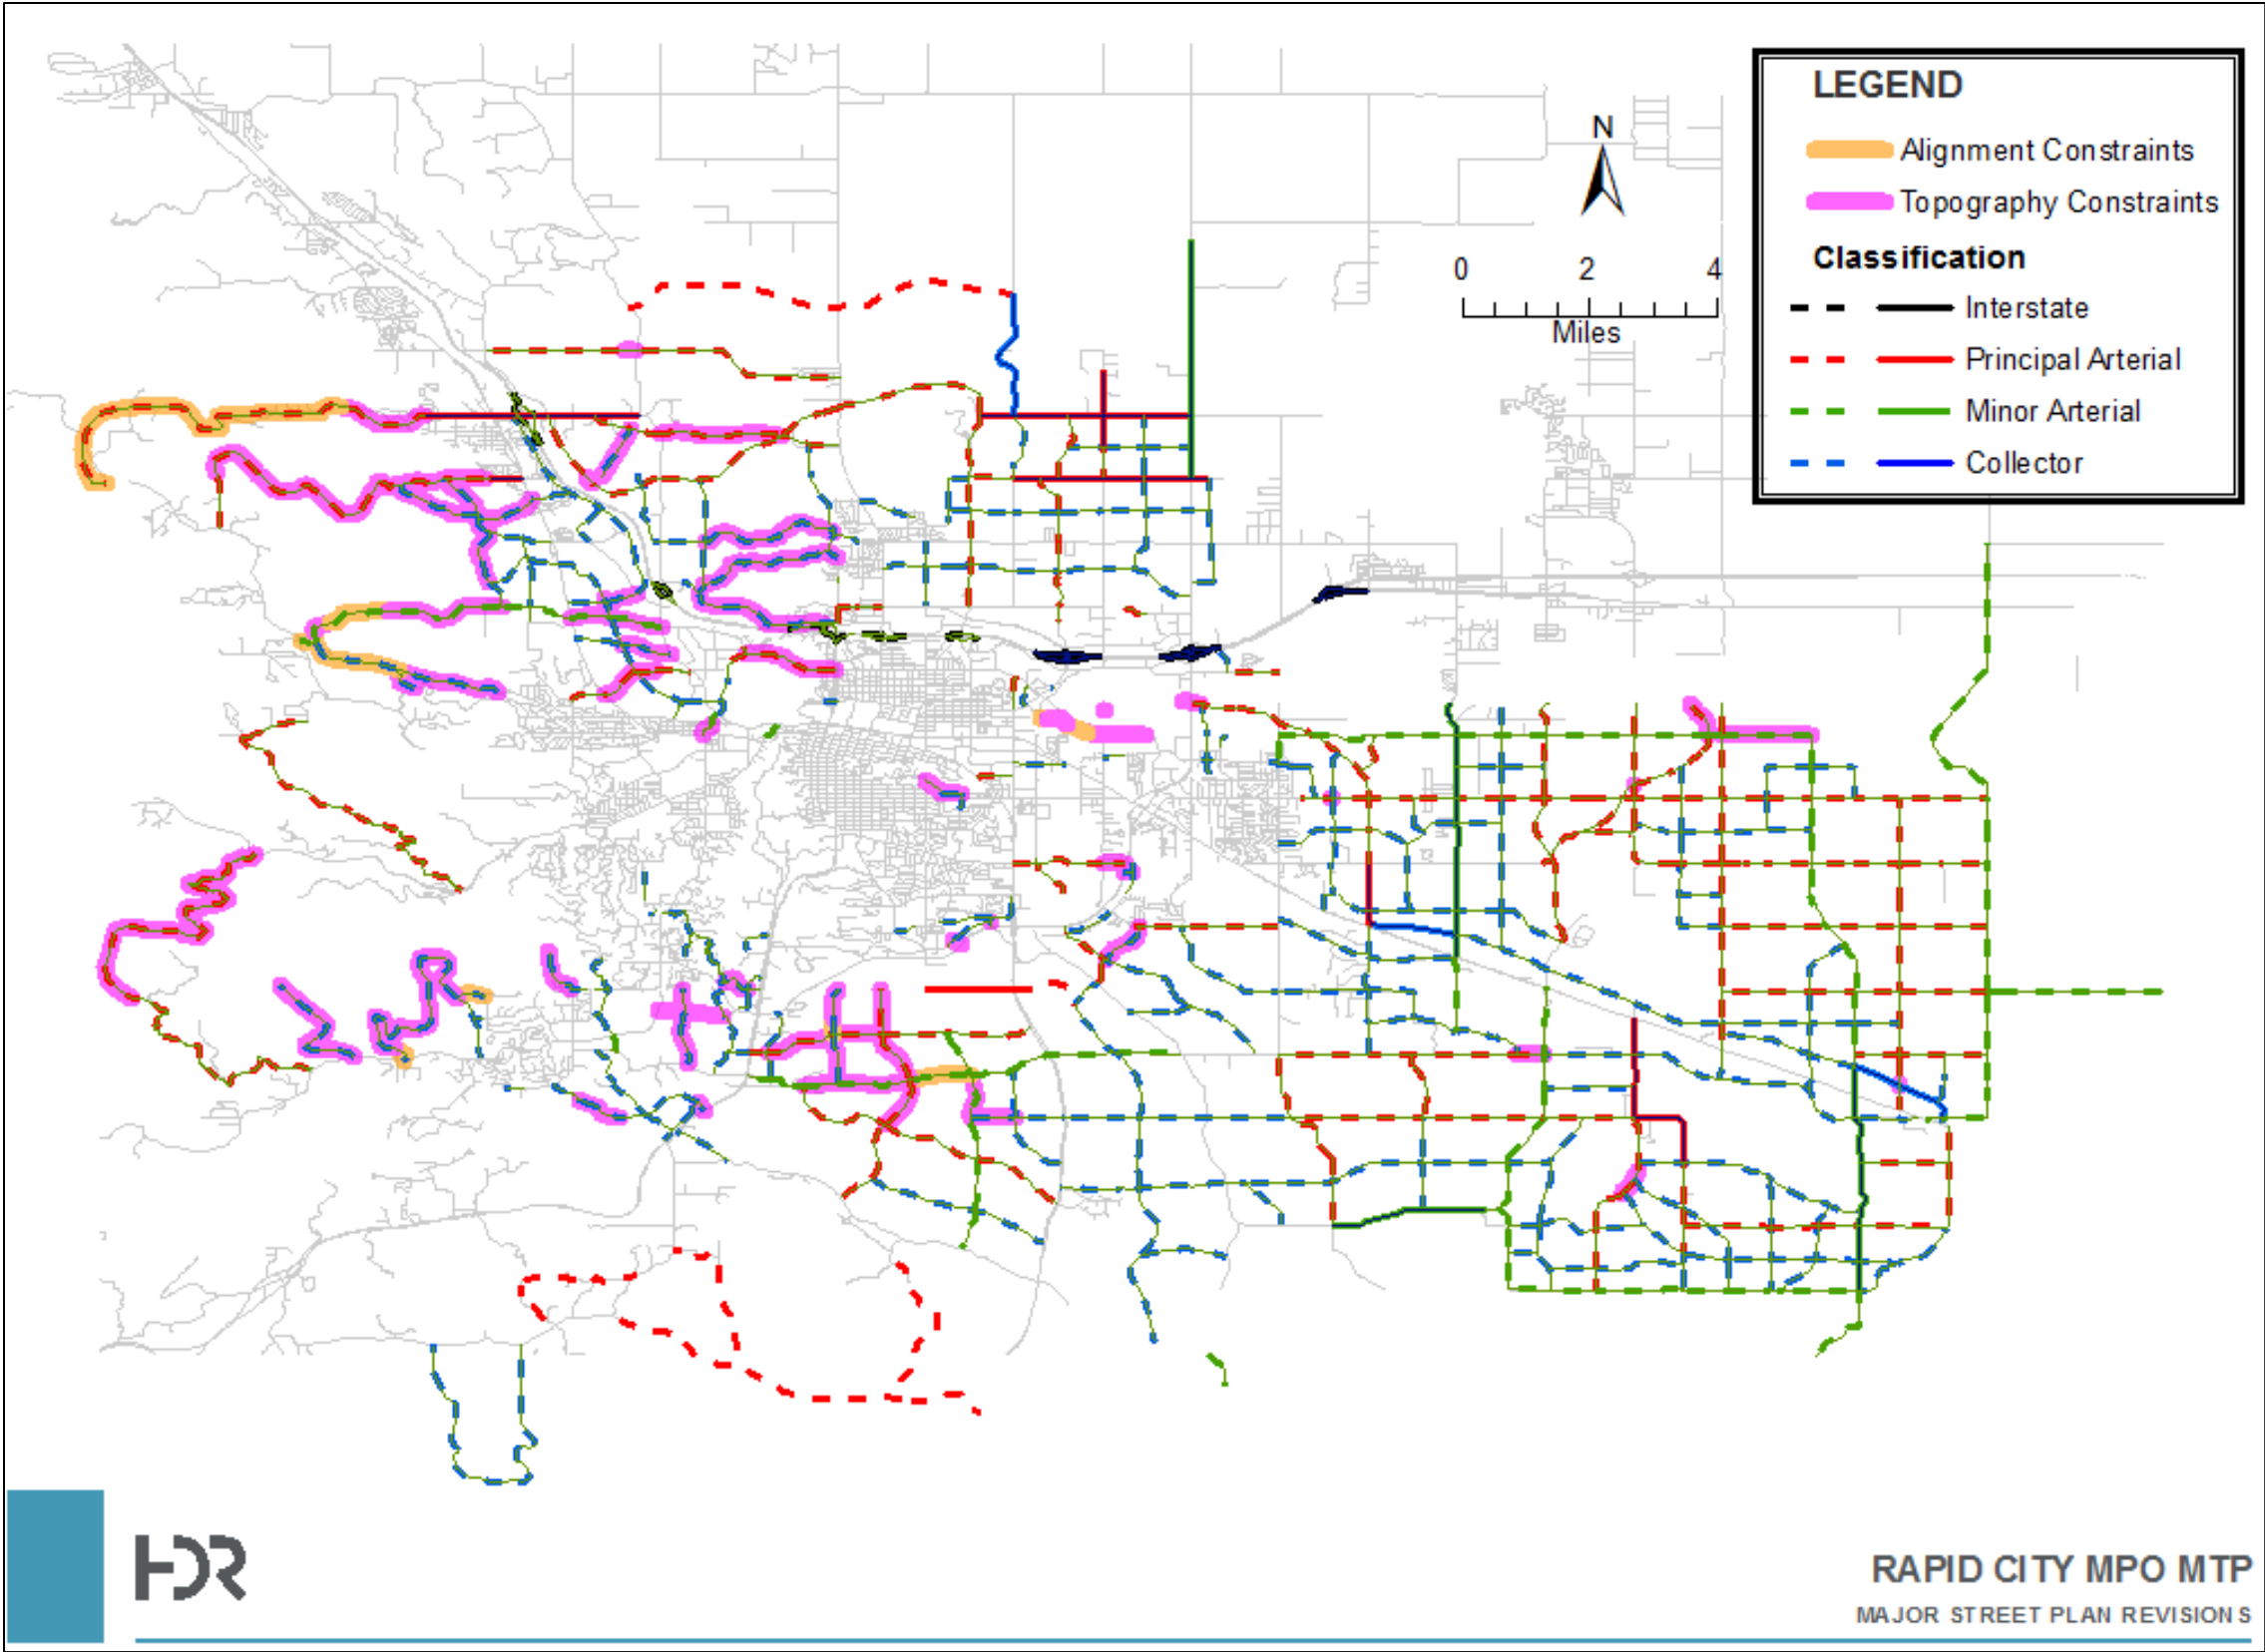 LEGEND
Alignment Constraints
Topography Constraints
Classification
Interstate
Principal Arterial
Minor Arterial
Collector
N
0 2 4
Miles
HDR
RAPID CITY MPO MTP
MAJOR STREET PLAN REVISIONS